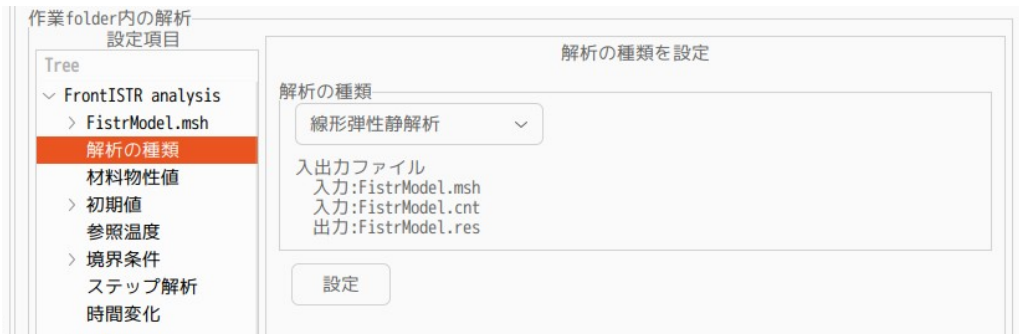 作業folder内の解析
設定項目
Tree
FrontISTR analysis
FistrModel.msh
解析の種類
材料物性値
初期値
参照温度
境界条件
ステップ解析
時間変化
解析の種類を設定
解析の種類
線形弾性静解析
入出力ファイル
入力:FistrModel.msh
入力:FistrModel.cnt
出力:FistrModel.res
設定